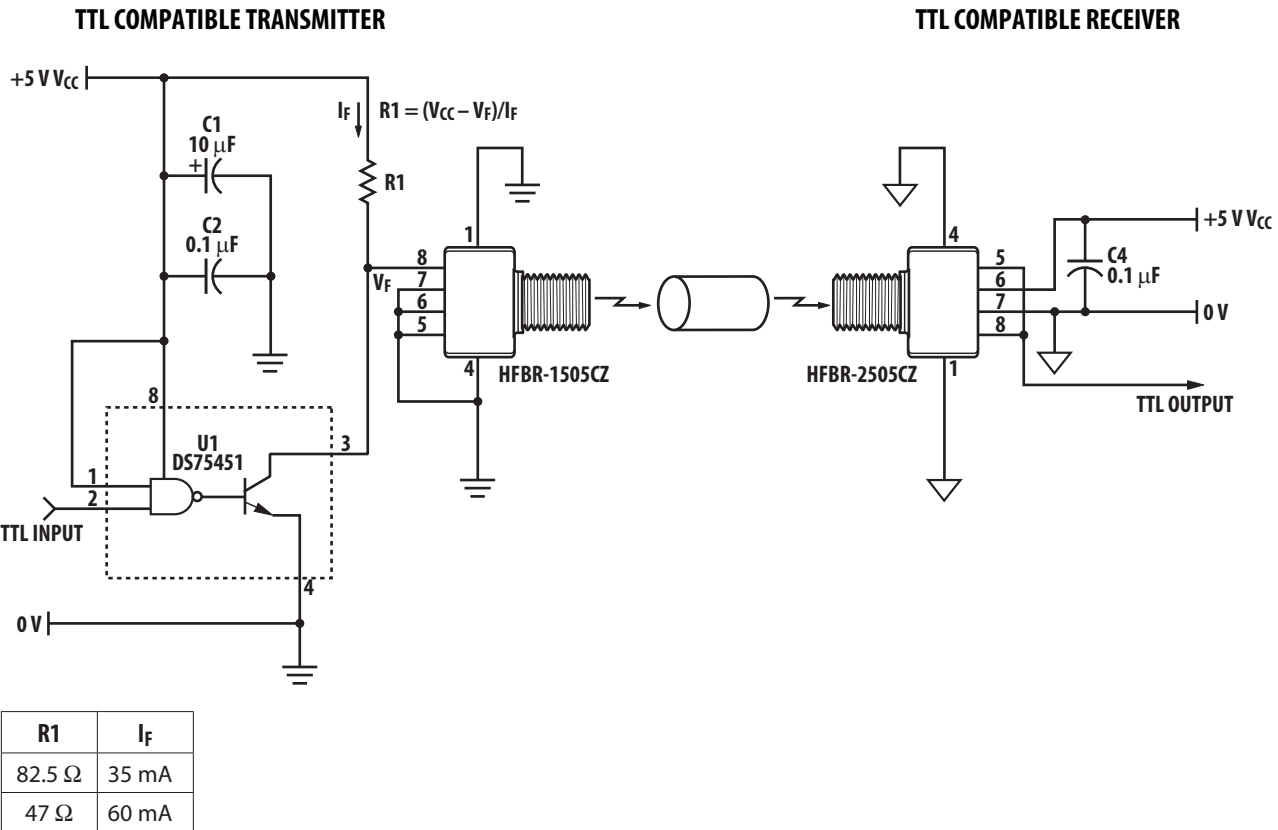 TTL COMPATIBLE TRANSMITTER
TTL COMPATIBLE RECEIVER
+5 V VCC
IF
R1 = (VCC – VF)/IF
C1
10 μF
+
R1
C2
0.1 μF
1
8
VF
7
6
5
4
HFBR-1505CZ
4
5
6
7
8
1
HFBR-2505CZ
+5 V VCC
C4
0.1 μF
0 V
TTL OUTPUT
8
U1
DS75451
3
1
2
TTL INPUT
4
0 V
R1 IF
82.5 Ω 35 mA
47 Ω 60 mA